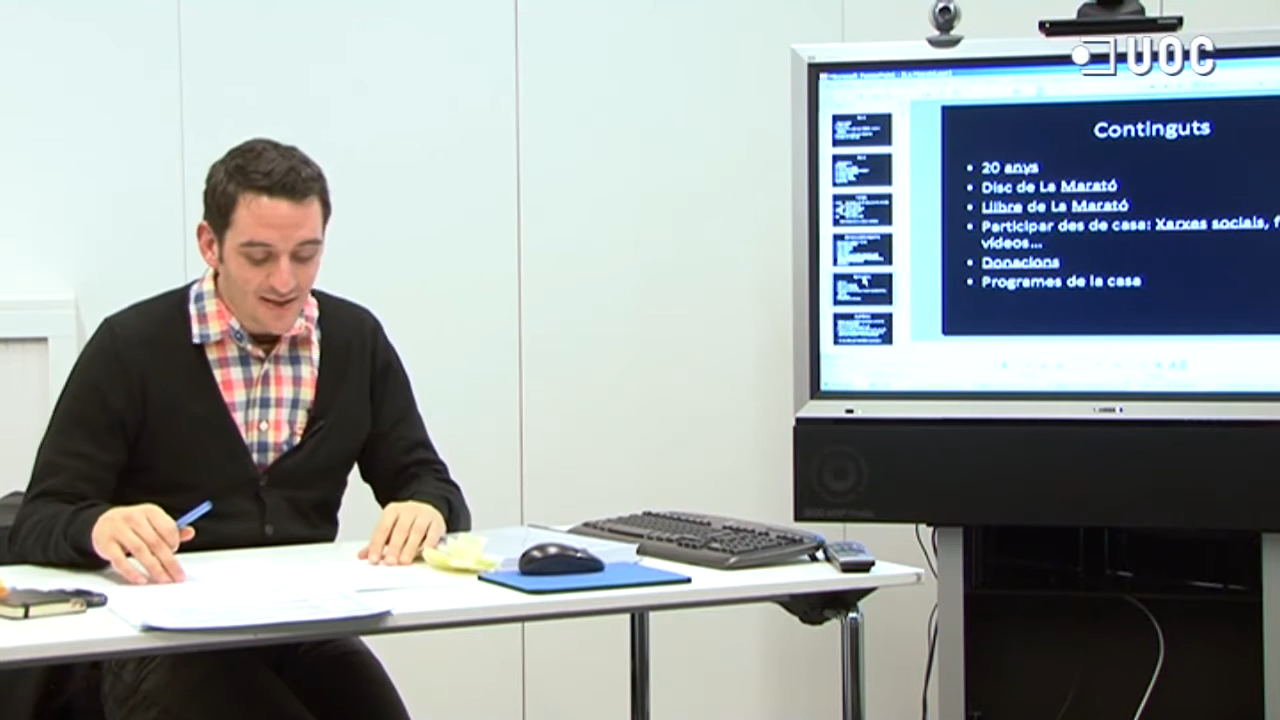 UOC
Continguts
• 20 anys
• Disc de La Marató
• Llibre de La Marató
• Participar des de casa: Xarxes socials, f
vídeos...
• Donacions
• Programes de la casa